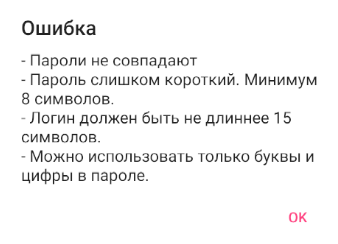 Ошибка
- Пароли не совпадают
- Пароль слишком короткий. Минимум
8 символов.
- Логин должен быть не длиннее 15
символов.
- Можно использовать только буквы и
цифры в пароле.
OK